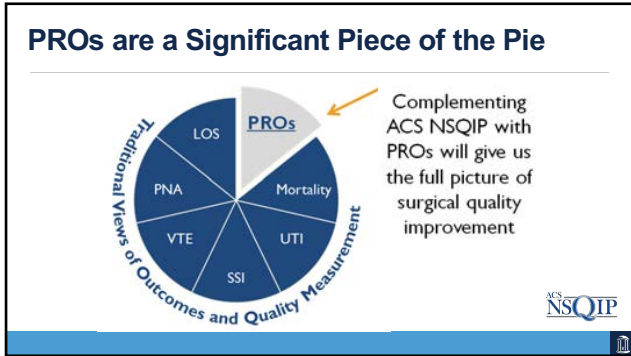 PROs are a Significant Piece of the Pie
PROs
Mortality
UTI
SSI
VTE
PNA
LOS
Traditional Views of Outcomes and Quality Measurement
Complementing
ACS NSQIP with
PROs will give us
the full picture of
surgical quality
improvement
ACS
NSQIP